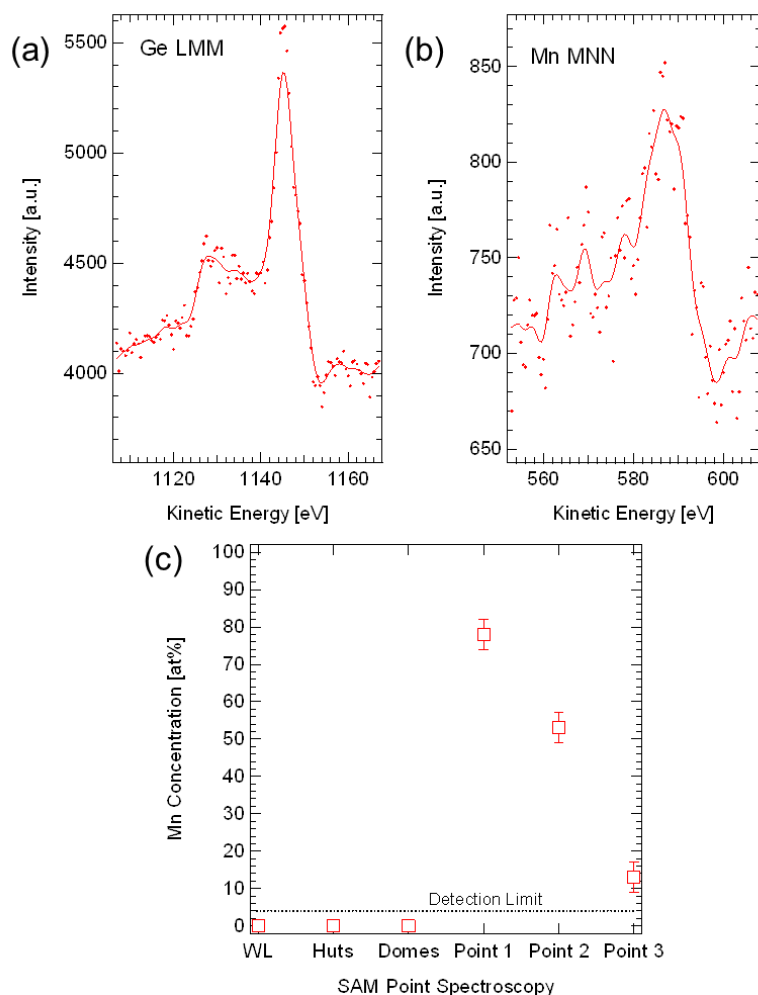 (a)
Ge LMM
5500
5000
4500
4000
Intensity [a.u.]
1120 1140 1160
Kinetic Energy [eV]
(b)
Mn MNN
850
800
750
700
650
Intensity [a.u.]
560 580 600
Kinetic Energy [eV]
(c)
100
90
80
70
60
50
40
30
20
10
0
Mn Concentration [at%]
Detection Limit
WL Huts Domes Point 1 Point 2 Point 3
SAM Point Spectroscopy